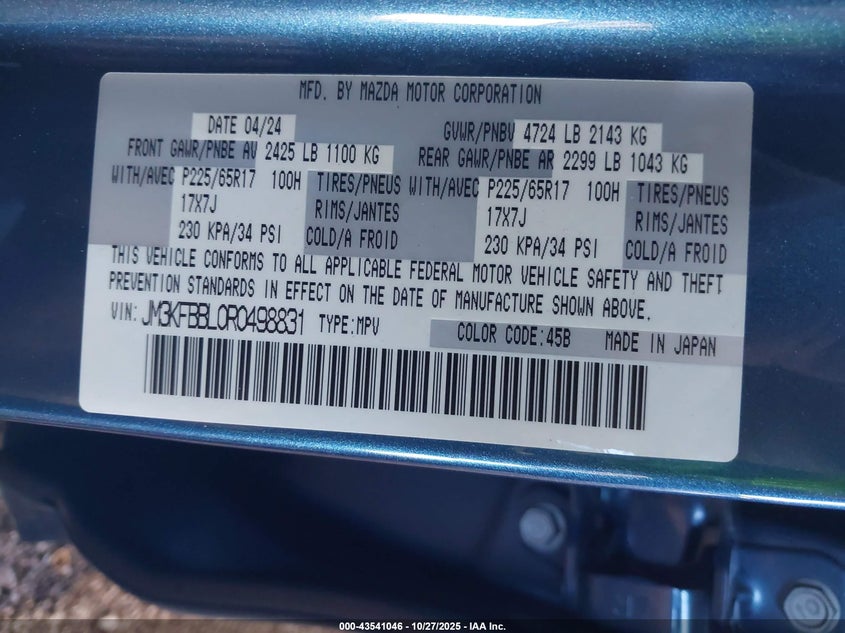 MFD. BY MAZDA MOTOR CORPORATION
DATE 04/24 GVWR/PNBV 4724 LB 2143 KG
FRONT GAWR/PNBE AV 2425 LB 1100 KG REAR GAWR/PNBE AR 2299 LB 1043 KG
WITH/AVEC P225/65R17 100H TIRES/PNEUS WITH/AVEC P225/65R17 100H TIRES/PNEUS
17X7J RIMS/JANTES 17X7J RIMS/JANTES
230 KPA/34 PSI COLD/A FROID 230 KPA/34 PSI COLD/A FROID
THIS VEHICLE CONFORMS TO ALL APPLICABLE FEDERAL MOTOR VEHICLE SAFETY AND THEFT
PREVENTION STANDARDS IN EFFECT ON THE DATE OF MANUFACTURE SHOWN ABOVE.
VIN: JM3KFBBL0R0498831 TYPE:MPV COLOR CODE:45B MADE IN JAPAN
000-43541046 - 10/27/2025 - IAA Inc.